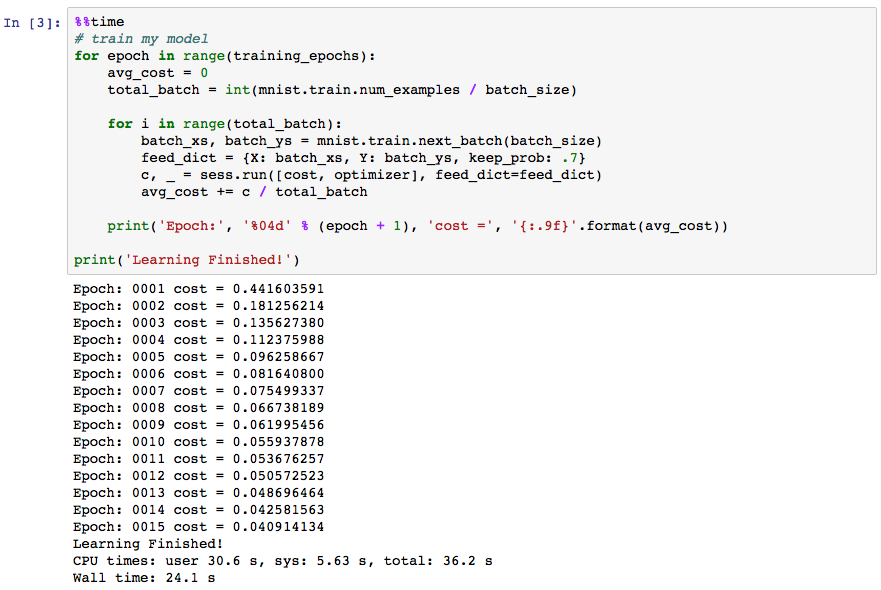 In [3]: %%time
# train my model
for epoch in range(training_epochs):
    avg_cost = 0
    total_batch = int(mnist.train.num_examples / batch_size)
    for i in range(total_batch):
        batch_xs, batch_ys = mnist.train.next_batch(batch_size)
        feed_dict = {X: batch_xs, Y: batch_ys, keep_prob: .7}
        c, _ = sess.run([cost, optimizer], feed_dict=feed_dict)
        avg_cost += c / total_batch
    print('Epoch:', '%04d' % (epoch + 1), 'cost =', '{:.9f}'.format(avg_cost))
print('Learning Finished!')
Epoch: 0001 cost = 0.441603591
Epoch: 0002 cost = 0.181256214
Epoch: 0003 cost = 0.135627380
Epoch: 0004 cost = 0.112375988
Epoch: 0005 cost = 0.096258667
Epoch: 0006 cost = 0.081640800
Epoch: 0007 cost = 0.075499337
Epoch: 0008 cost = 0.066738189
Epoch: 0009 cost = 0.061995456
Epoch: 0010 cost = 0.055937878
Epoch: 0011 cost = 0.053676257
Epoch: 0012 cost = 0.050572523
Epoch: 0013 cost = 0.048696464
Epoch: 0014 cost = 0.042581563
Epoch: 0015 cost = 0.040914134
Learning Finished!
CPU times: user 30.6 s, sys: 5.63 s, total: 36.2 s
Wall time: 24.1 s